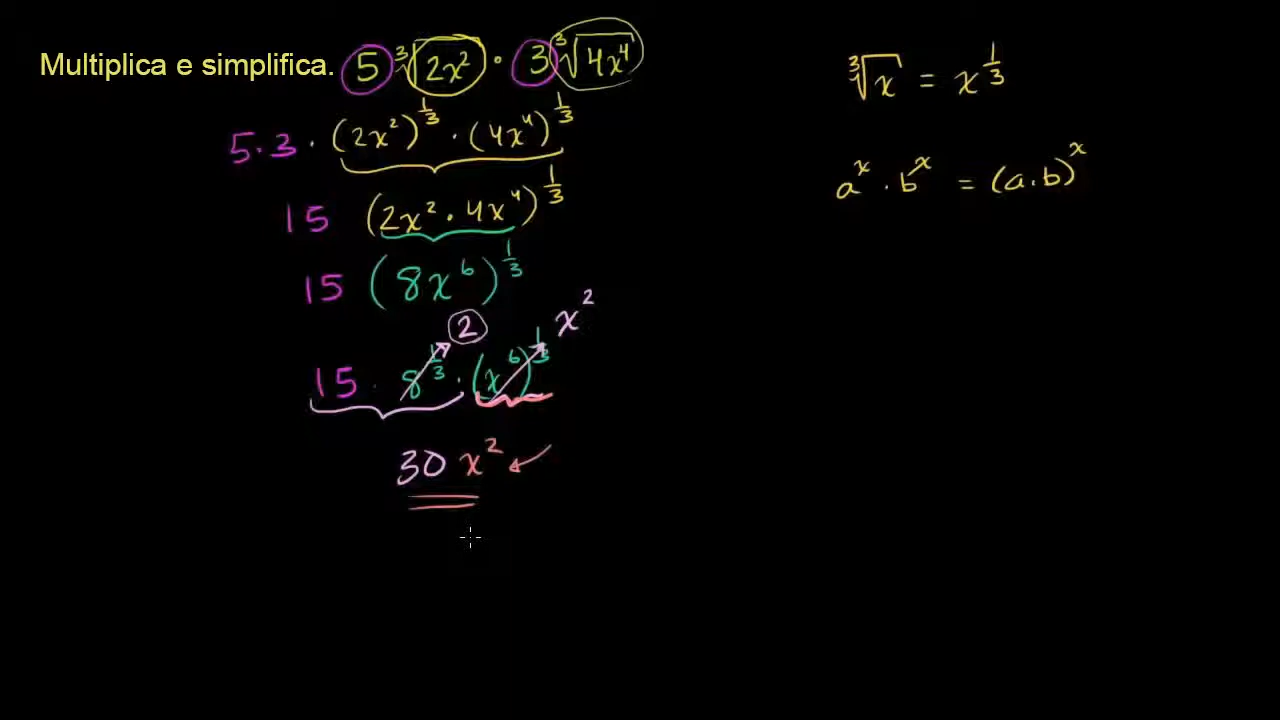 Multiplica e simplifica. 5 ∛(2x²) · 3 ∛(4x⁴)
5·3 · (2x²)^(1/3) · (4x⁴)^(1/3)
15 (2x² · 4x⁴)^(1/3)
15 (8x⁶)^(1/3)
2 x²
15 · 8^(1/3) · (x⁶)^(1/3)
30 x²
∛x = x^(1/3)
a^x · b^x = (a·b)^x